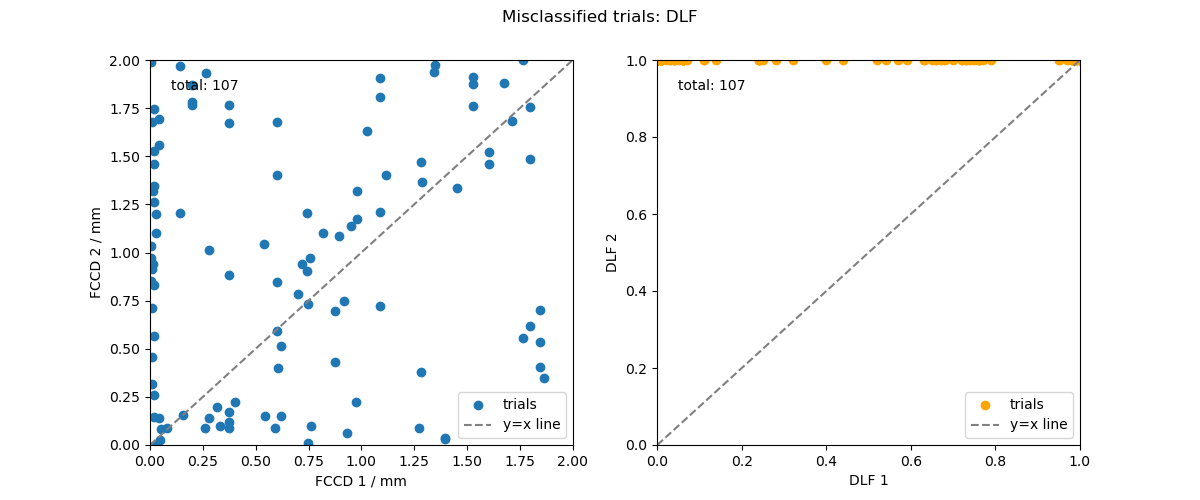 Misclassified trials: DLF
2.00
1.75
1.50
1.25
1.00
0.75
0.50
0.25
0.00
FCCD 2 / mm
total: 107
trials
y=x line
0.00
0.25
0.50
0.75
1.00
1.25
1.50
1.75
2.00
FCCD 1 / mm
1.0
0.8
0.6
0.4
0.2
0.0
DLF 2
total: 107
trials
y=x line
0.0
0.2
0.4
0.6
0.8
1.0
DLF 1